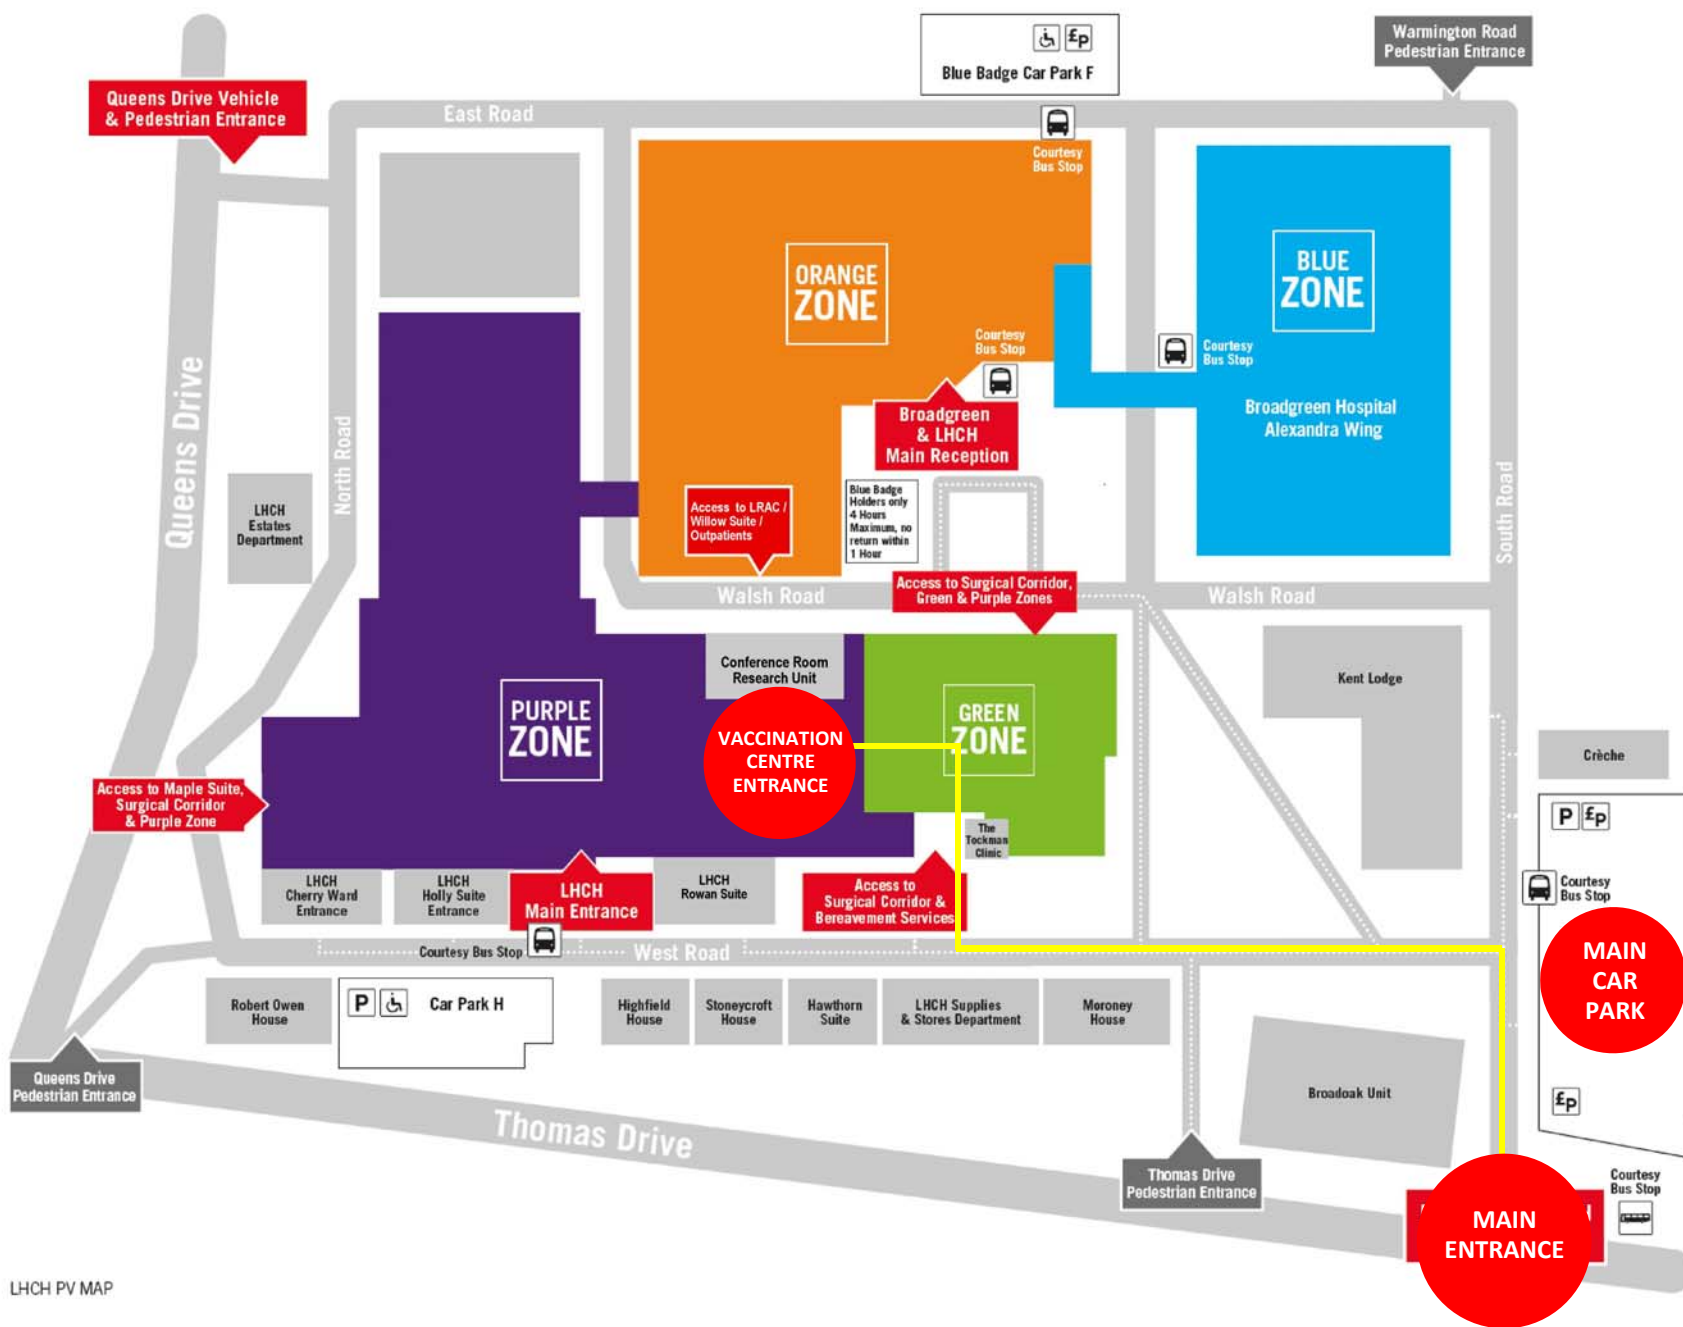 Warmington Road
Pedestrian Entrance
£P
Blue Badge Car Park F
Queens Drive Vehicle
& Pedestrian Entrance
East Road
Courtesy
Bus Stop
ORANGE
ZONE
BLUE
ZONE
Courtesy
Bus Stop
Courtesy
Bus Stop
Queens Drive
North Road
Broadgreen
& LHCH
Main Reception
Broadgreen Hospital
Alexandra Wing
South Road
LHCH
Estates
Department
Access to LRAC /
Willow Suite /
Outpatients
Blue Badge
Holders only
4 Hours
Maximum, no
return within
1 Hour
Walsh Road
Access to Surgical Corridor,
Green & Purple Zones
Walsh Road
Conference Room
Research Unit
Kent Lodge
PURPLE
ZONE
GREEN
ZONE
VACCINATION
CENTRE
ENTRANCE
Crèche
Access to Maple Suite,
Surgical Corridor
& Purple Zone
P £P
The
Tockman
Clinic
LHCH
Cherry Ward
Entrance
LHCH
Holly Suite
Entrance
LHCH
Main Entrance
LHCH
Rowan Suite
Access to
Surgical Corridor &
Bereavement Services
Courtesy
Bus Stop
Courtesy Bus Stop
West Road
MAIN
CAR
PARK
Robert Owen
House
P
Car Park H
Highfield
House
Stoneycroft
House
Hawthorn
Suite
LHCH Supplies
& Stores Department
Moroney
House
Queens Drive
Pedestrian Entrance
Broadoak Unit
£P
Thomas Drive
Thomas Drive
Pedestrian Entrance
Courtesy
Bus Stop
MAIN
ENTRANCE
LHCH PV MAP